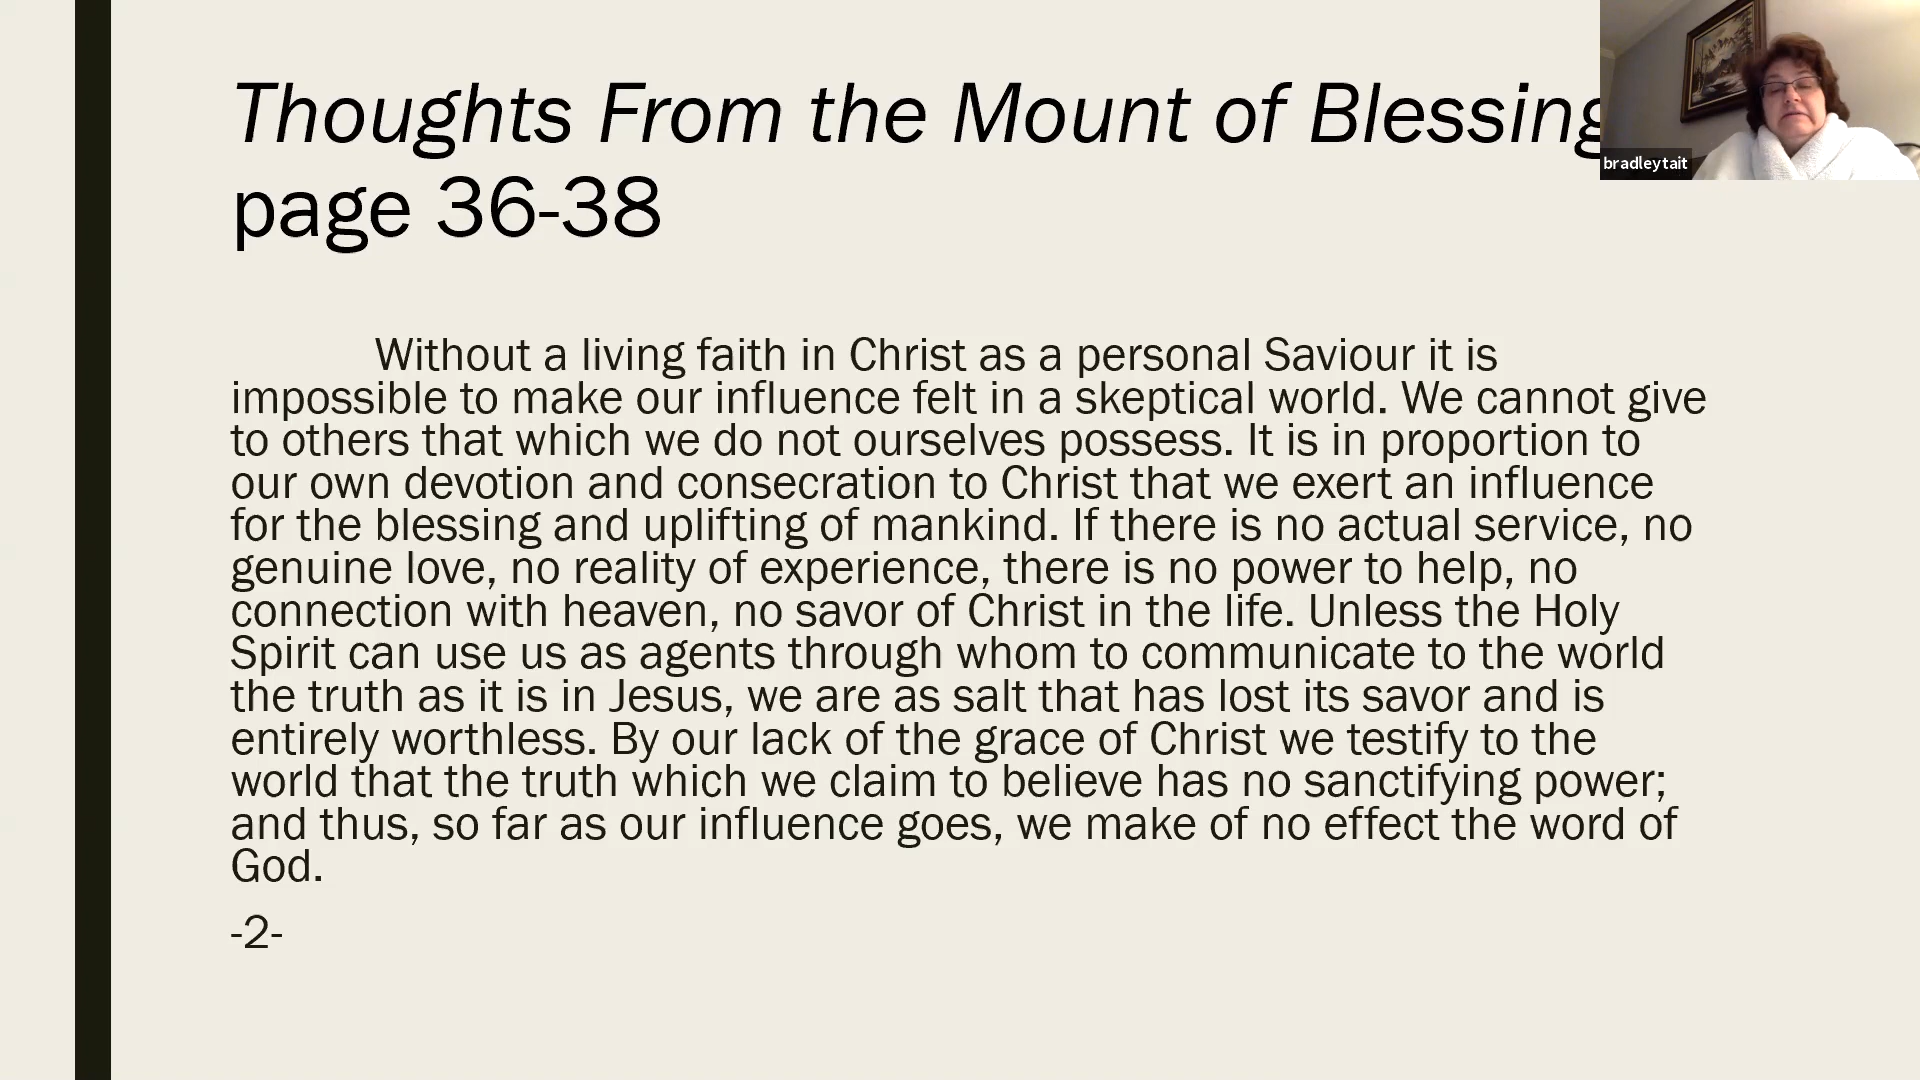 Thoughts From the Mount of Blessing
page 36-38
bradleytait
Without a living faith in Christ as a personal Saviour it is
impossible to make our influence felt in a skeptical world. We cannot give
to others that which we do not ourselves possess. It is in proportion to
our own devotion and consecration to Christ that we exert an influence
for the blessing and uplifting of mankind. If there is no actual service, no
genuine love, no reality of experience, there is no power to help, no
connection with heaven, no savor of Christ in the life. Unless the Holy
Spirit can use us as agents through whom to communicate to the world
the truth as it is in Jesus, we are as salt that has lost its savor and is
entirely worthless. By our lack of the grace of Christ we testify to the
world that the truth which we claim to believe has no sanctifying power;
and thus, so far as our influence goes, we make of no effect the word of
God.
-2-